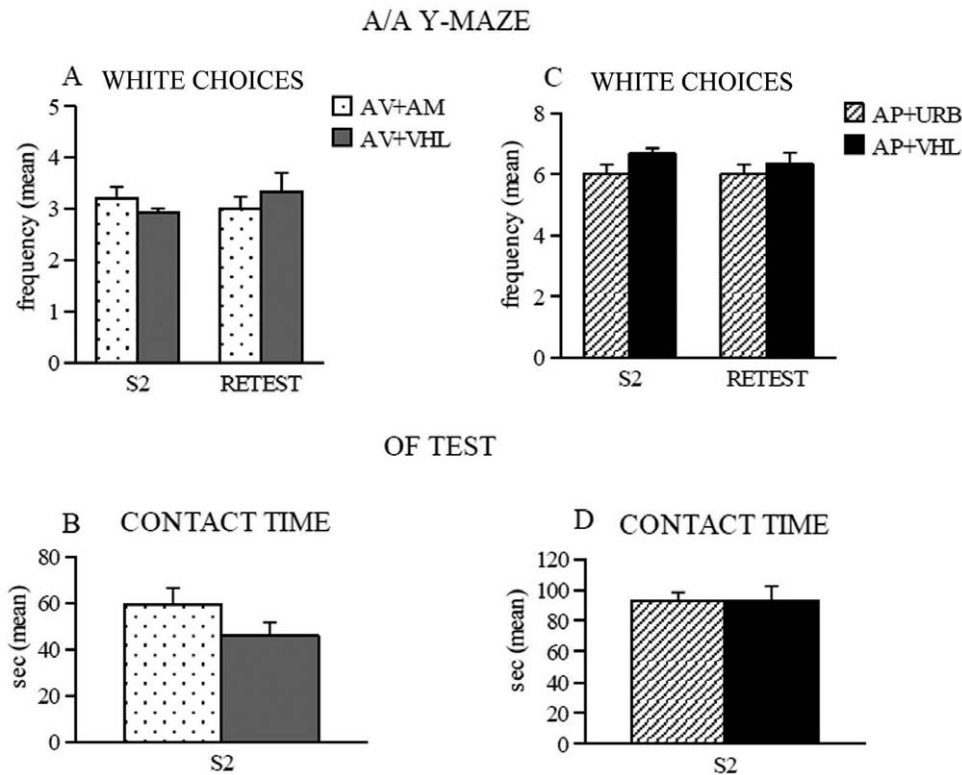 A/A Y-MAZE
A WHITE CHOICES
AV+AM
AV+VHL
frequency (mean)
5
4
3
2
1
0
S2 RETEST
C WHITE CHOICES
AP+URB
AP+VHL
frequency (mean)
8
6
4
2
0
S2 RETEST
OF TEST
B CONTACT TIME
sec (mean)
80
60
40
20
0
S2
D CONTACT TIME
sec (mean)
120
100
80
60
40
20
0
S2